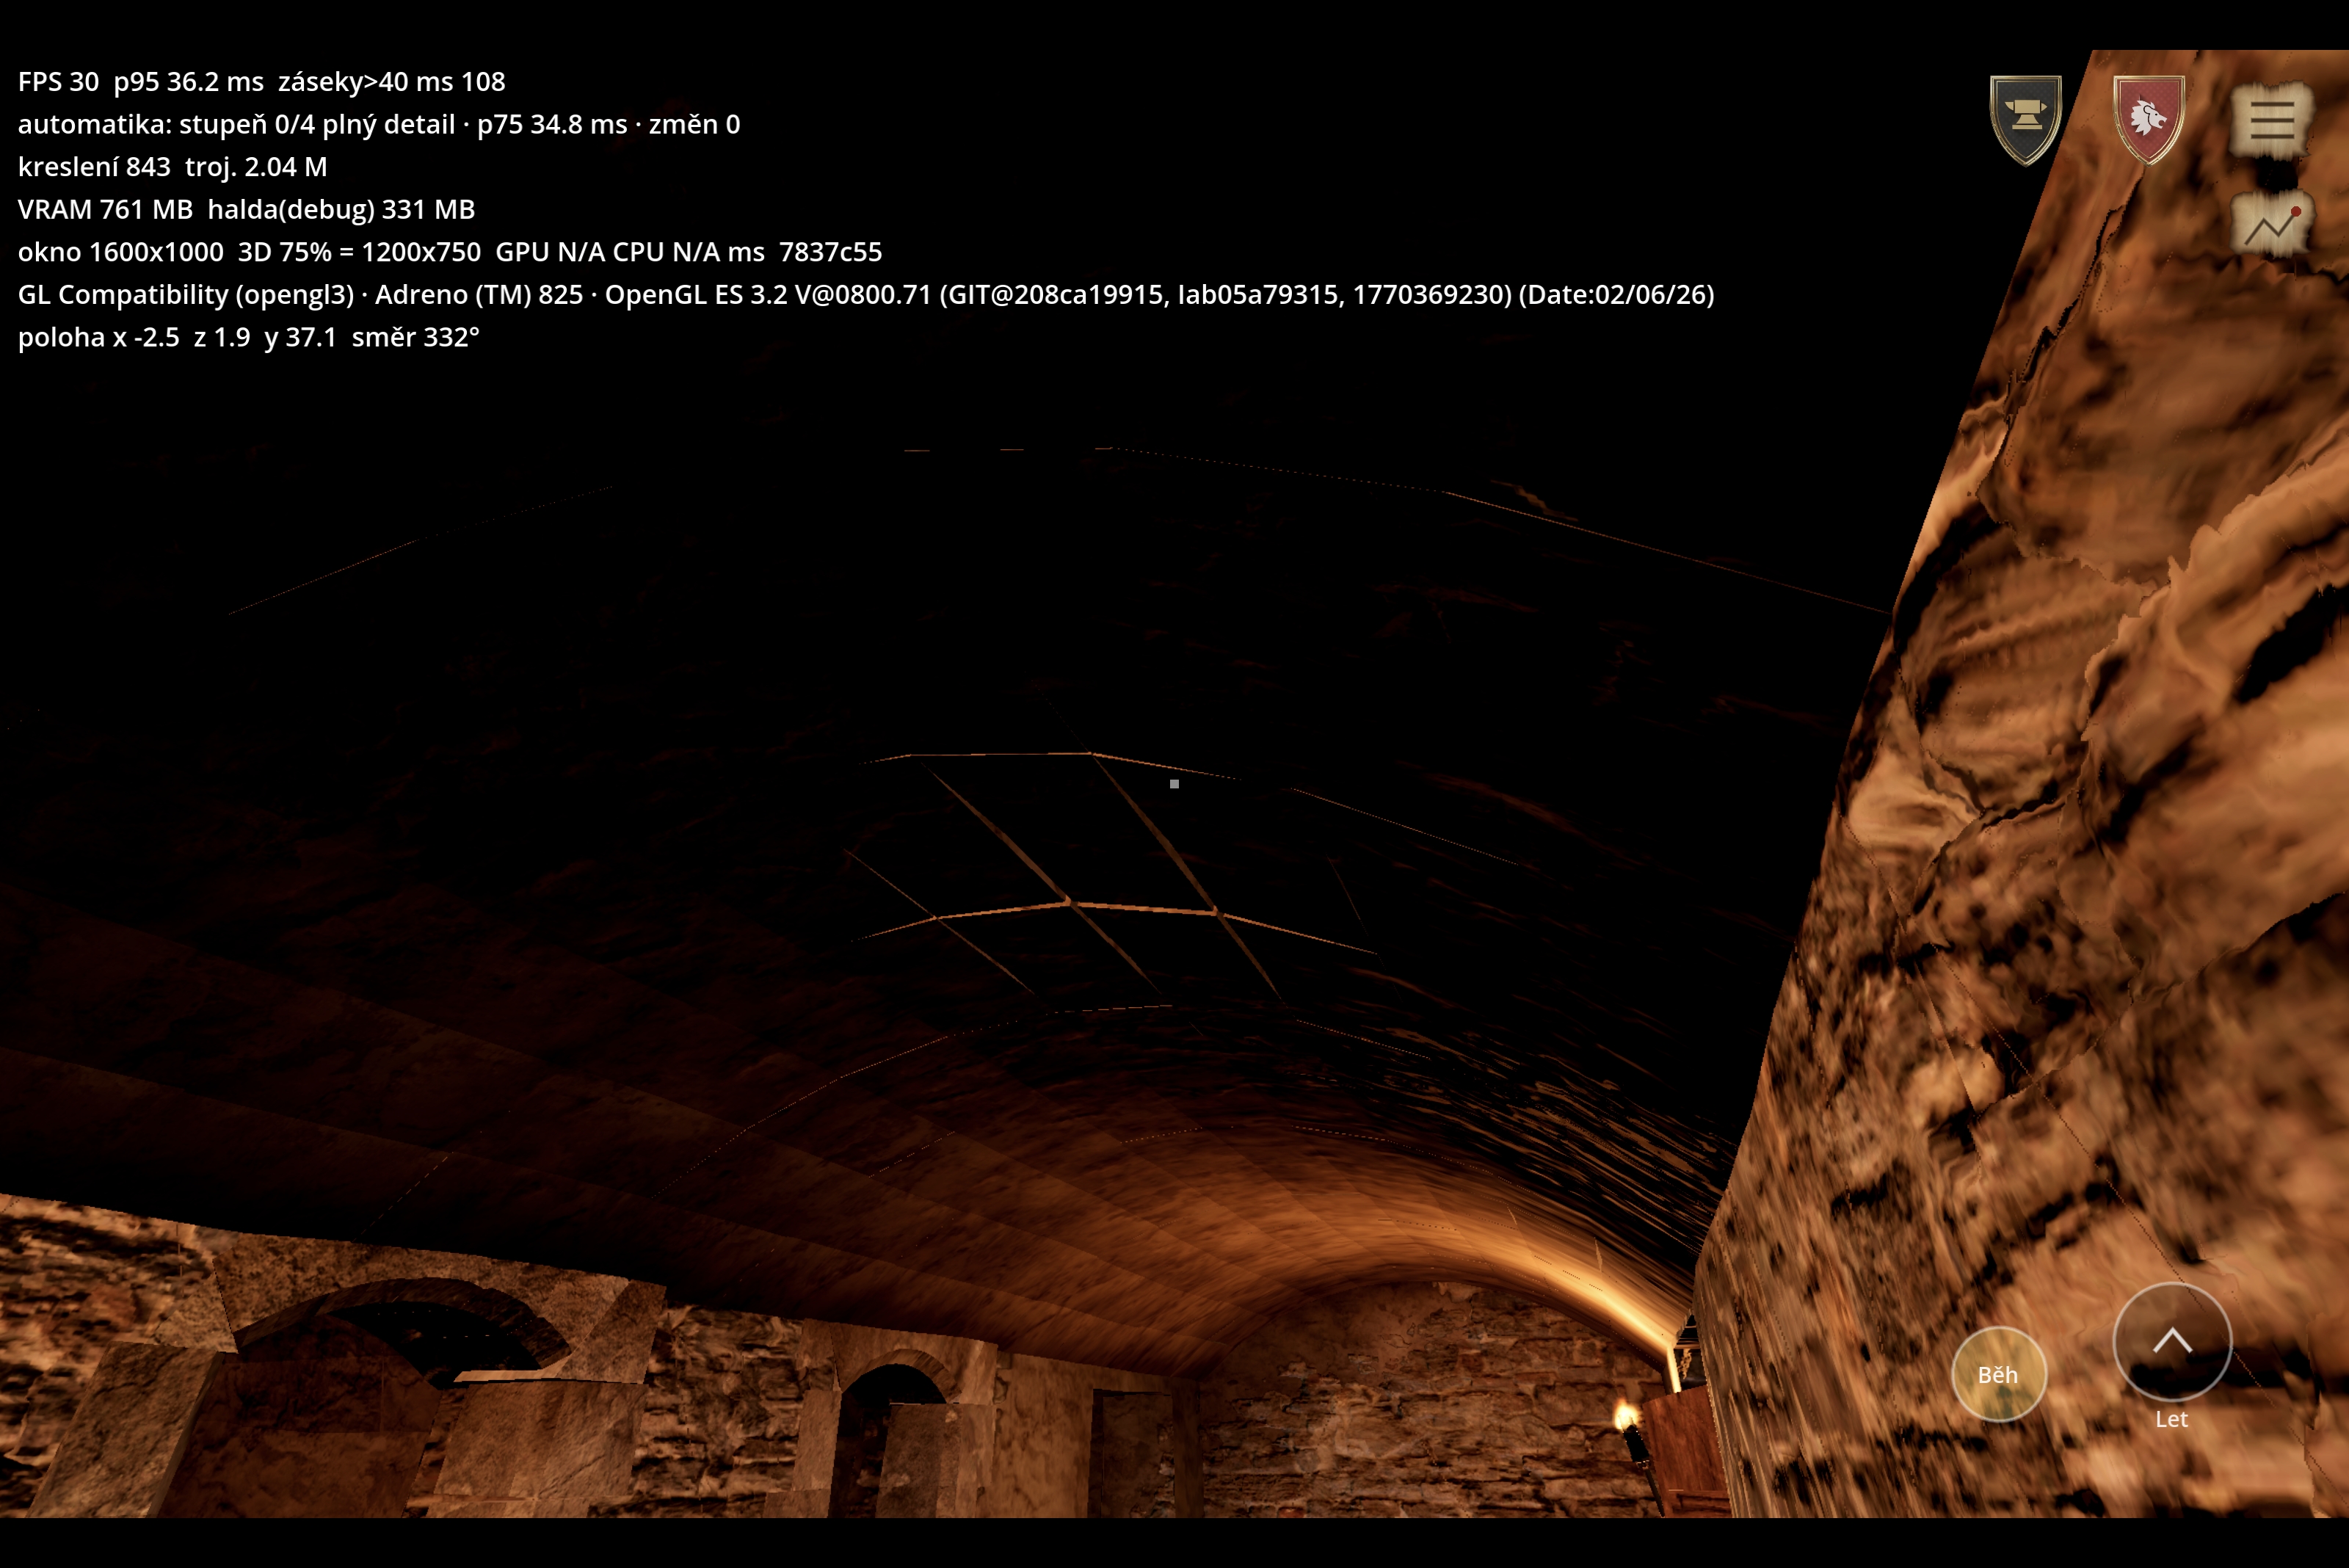 FPS 30  p95 36.2 ms  záseky>40 ms 108
automatika: stupeň 0/4 plný detail · p75 34.8 ms · změn 0
kreslení 843  troj. 2.04 M
VRAM 761 MB  halda(debug) 331 MB
okno 1600x1000  3D 75% = 1200x750  GPU N/A CPU N/A ms  7837c55
GL Compatibility (opengl3) · Adreno (TM) 825 · OpenGL ES 3.2 V@0800.71 (GIT@208ca19915, Iab05a79315, 1770369230) (Date:02/06/26)
poloha x -2.5  z 1.9  y 37.1  směr 332°
Běh
Let